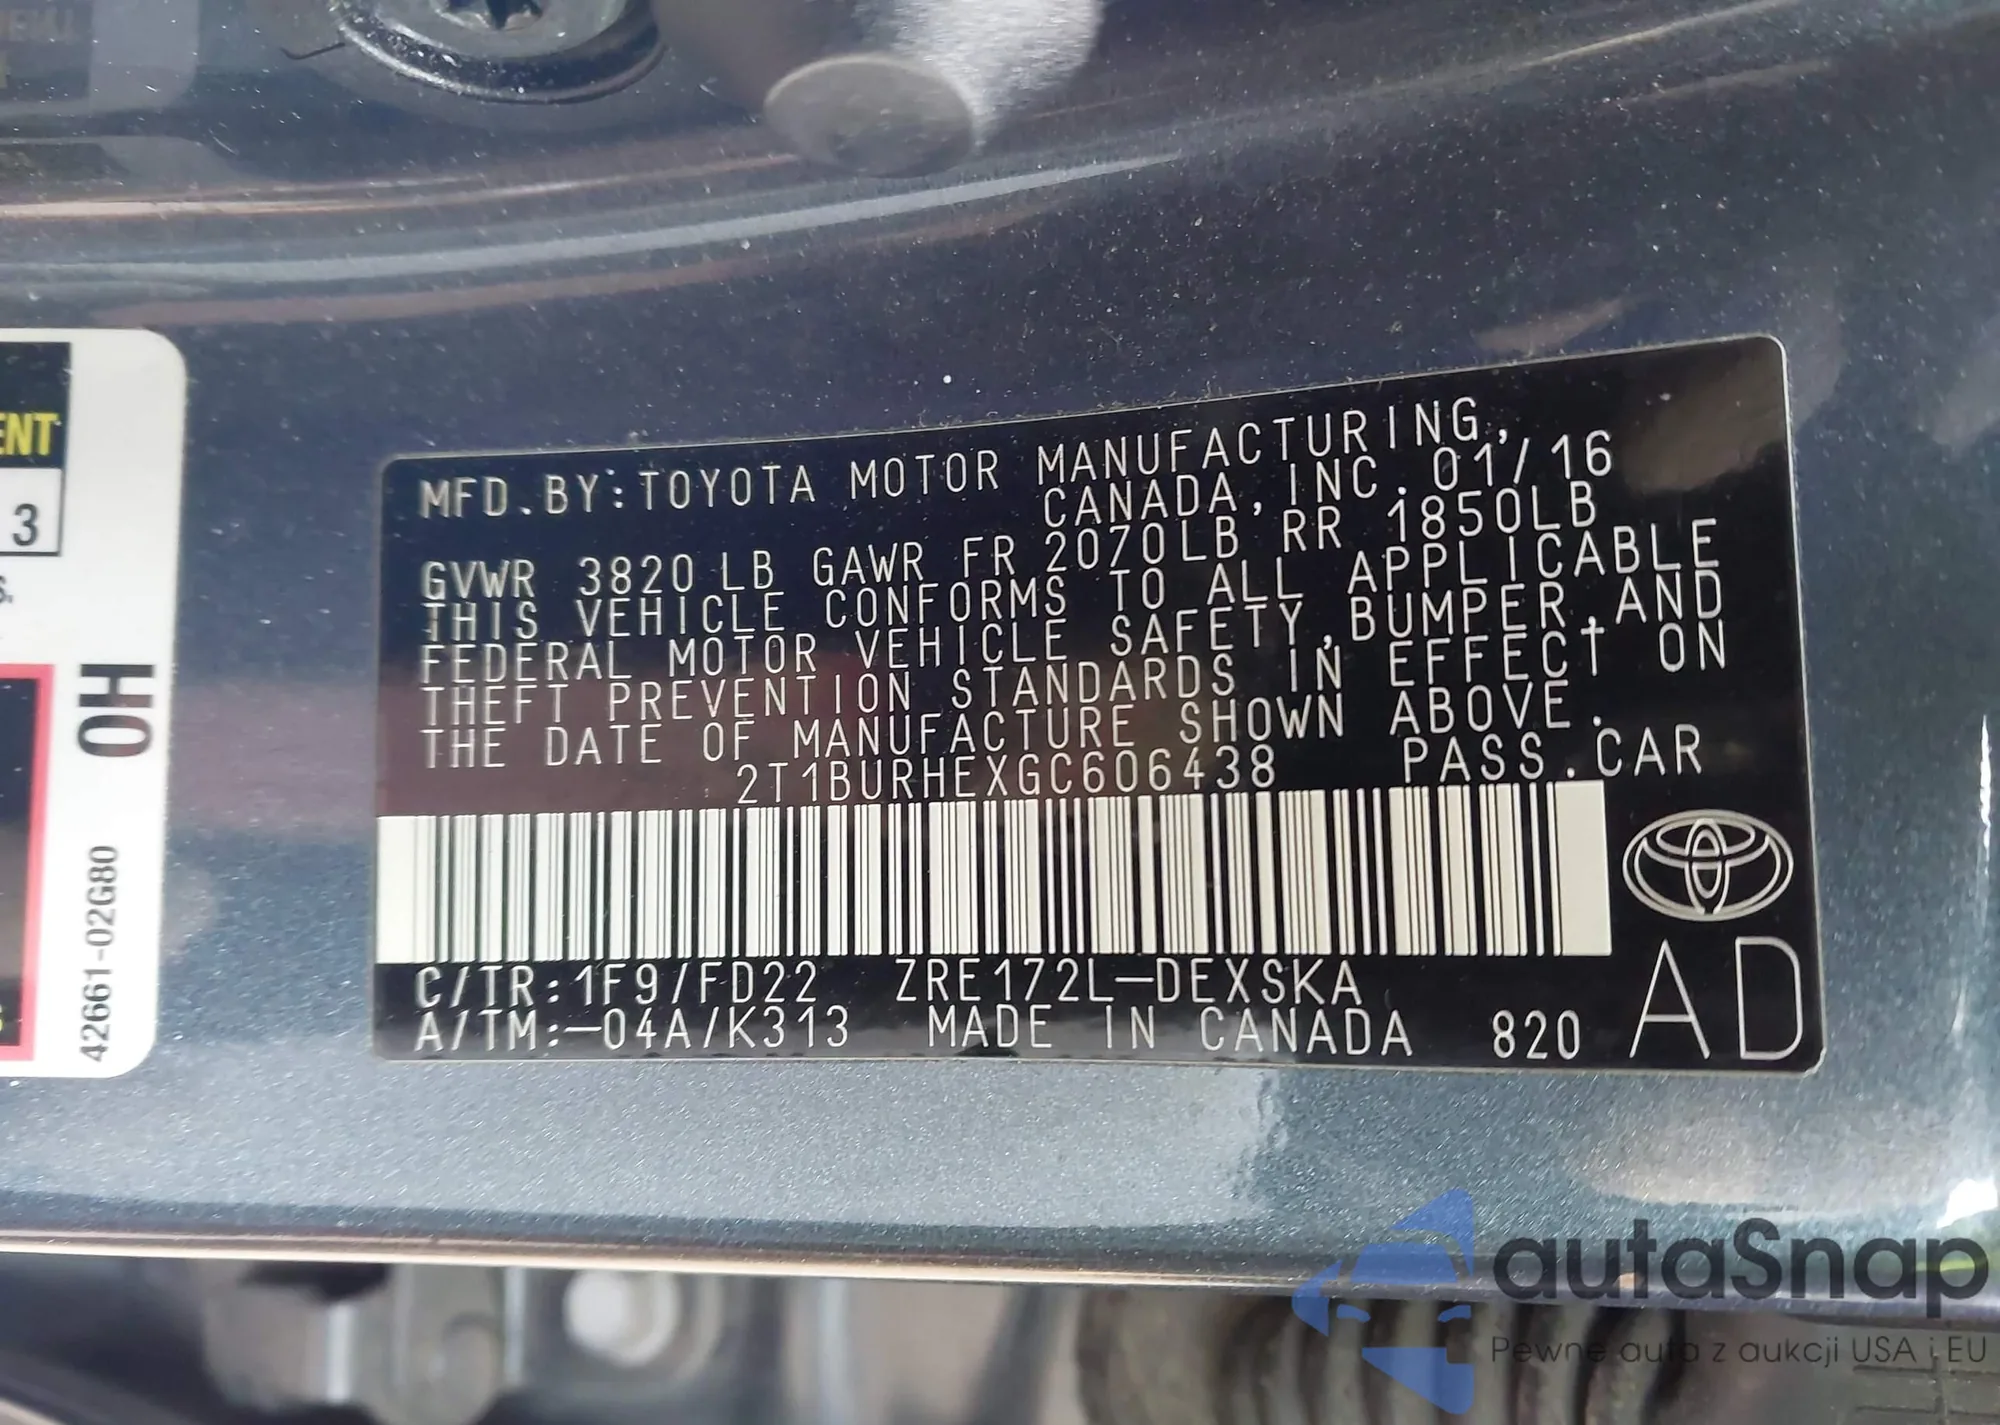 ENT
3
S.
OH
42661-02G80
MFD.BY:TOYOTA MOTOR MANUFACTURING,
CANADA, INC. 01/16
GVWR 3820 LB GAWR FR 2070LB RR 1850LB
THIS VEHICLE CONFORMS TO ALL APPLICABLE
FEDERAL MOTOR VEHICLE SAFETY,BUMPER,AND
THEFT PREVENTION STANDARDS IN EFFECT ON
THE DATE OF MANUFACTURE SHOWN ABOVE.
2T1BURHEXGC606438 PASS.CAR
C/TR:1F9/FD22 ZRE172L-DEXSKA
A/TM:-04A/K313 MADE IN CANADA 820 AD
autaSnap
Pewne auta z aukcji USA i EU